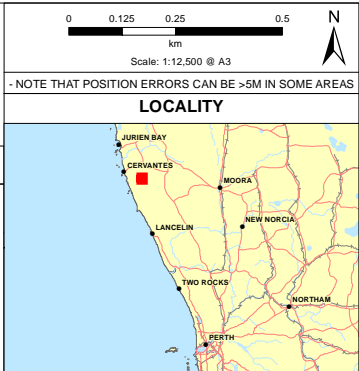 N
0 0.125 0.25 0.5
km
Scale: 1:12,500 @ A3
- NOTE THAT POSITION ERRORS CAN BE >5M IN SOME AREAS
LOCALITY
JURIEN BAY
CERVANTES
MOORA
NEW NORCIA
LANCELIN
TWO ROCKS
NORTHAM
PERTH